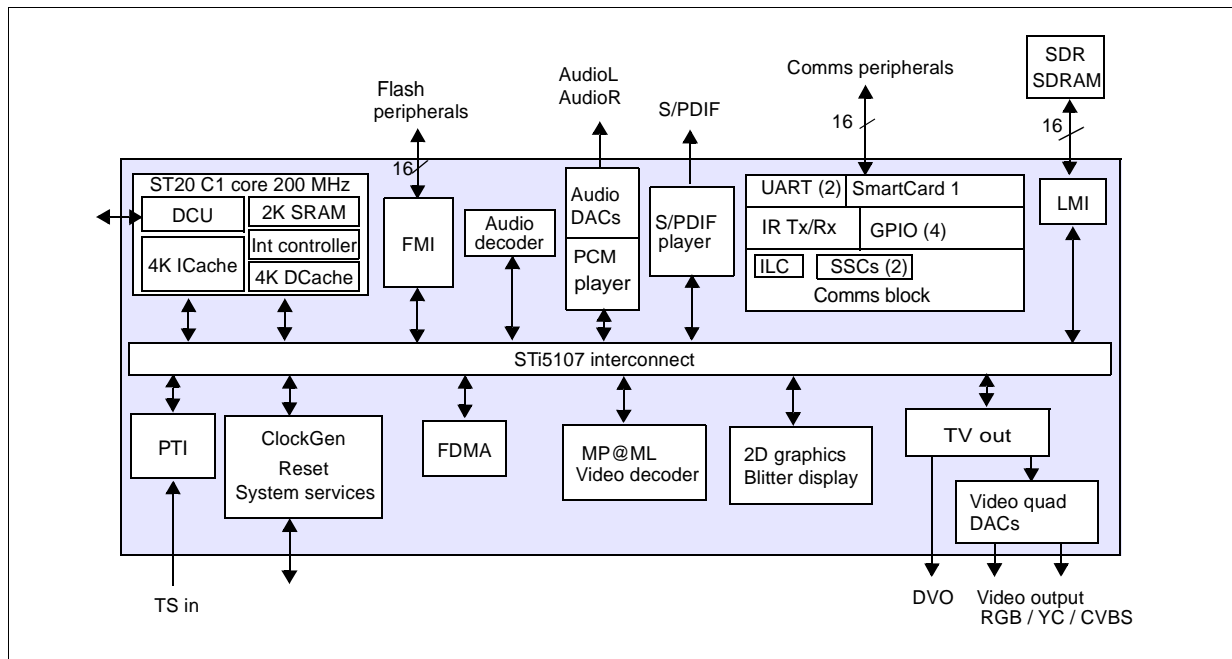 SDR
SDRAM
Comms peripherals
AudioL
AudioR
Flash
peripherals
S/PDIF
16
16
16
ST20 C1 core 200 MHz
DCU
2K SRAM
Int controller
4K ICache
4K DCache
FMI
Audio
decoder
Audio
DACs
PCM
player
S/PDIF
player
UART (2)
SmartCard 1
IR Tx/Rx
GPIO (4)
ILC
SSCs (2)
Comms block
LMI
STi5107 interconnect
PTI
ClockGen
Reset
System services
FDMA
MP@ML
Video decoder
2D graphics
Blitter display
TV out
Video quad
DACs
TS in
DVO
Video output
RGB / YC / CVBS